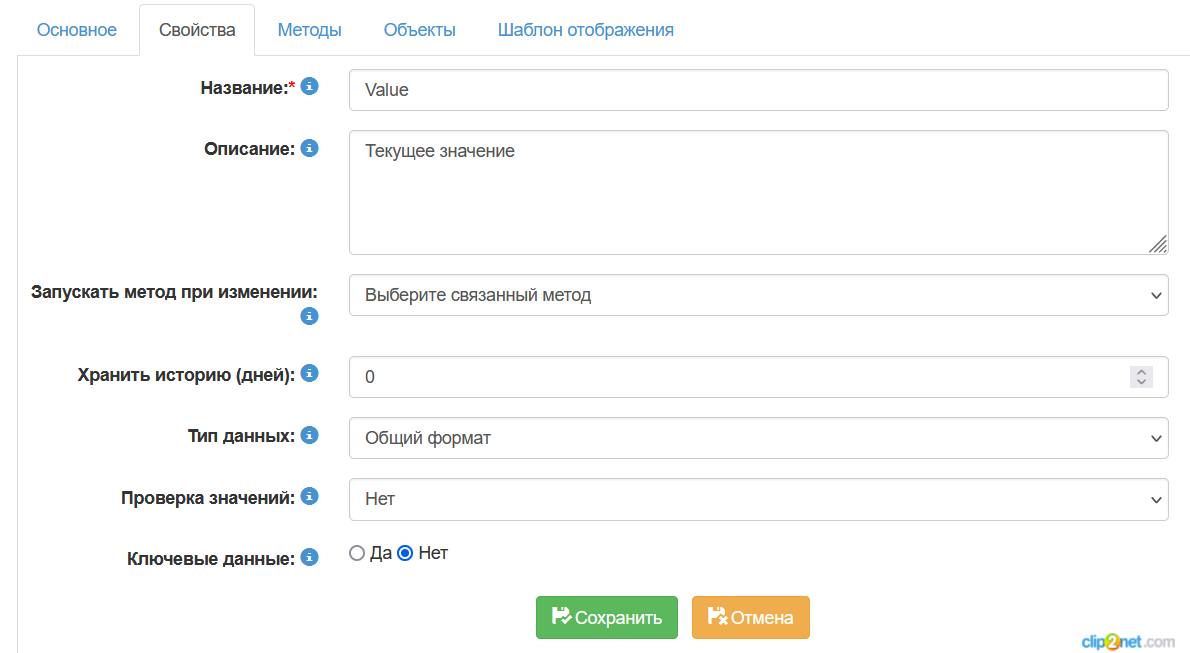 Основное Свойства Методы Объекты Шаблон отображения
Название:* Value
Описание: Текущее значение
Запускать метод при изменении: Выберите связанный метод
Хранить историю (дней): 0
Тип данных: Общий формат
Проверка значений: Нет
Ключевые данные: Да Нет
Сохранить Отмена
clip2net.com